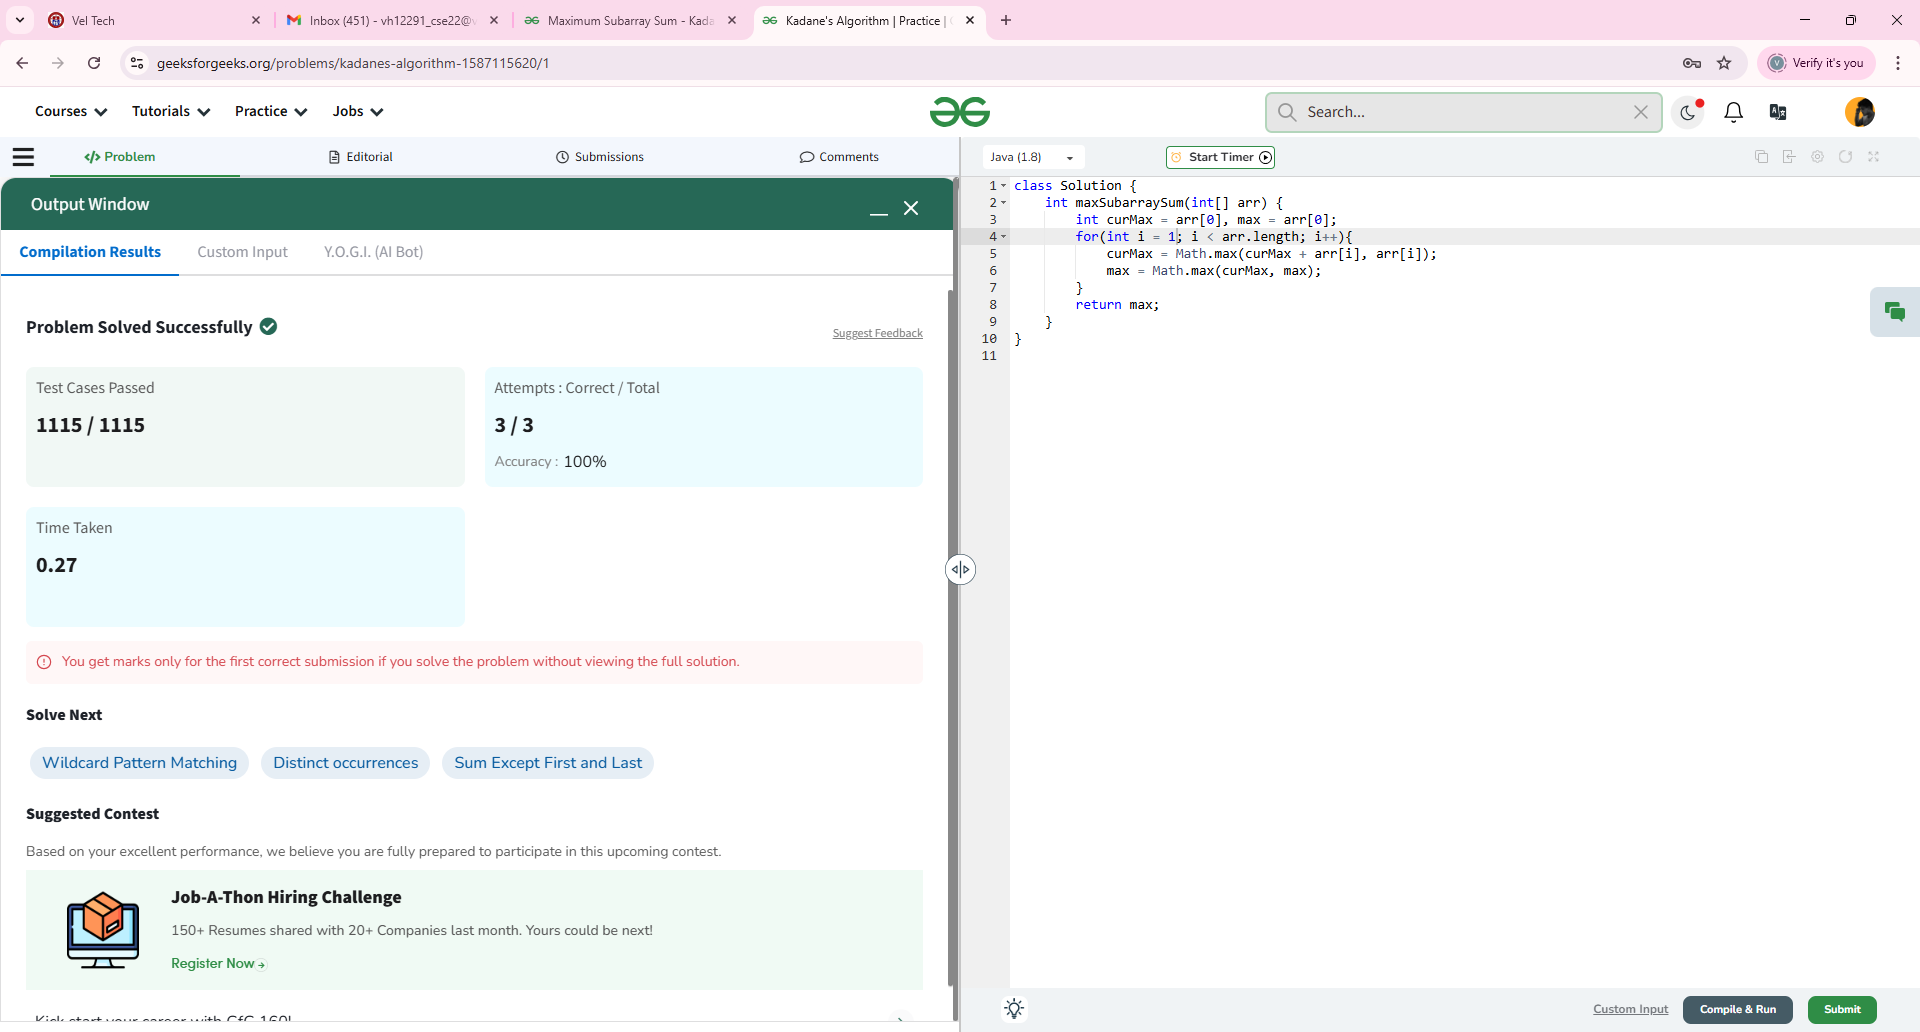 Vel Tech
Inbox (451) - vh12291_cse22@v
Maximum Subarray Sum - Kada
Kadane's Algorithm | Practice |
geeksforgeeks.org/problems/kadanes-algorithm-1587115620/1
Verify it's you
Courses
Tutorials
Practice
Jobs
Search...
</> Problem
Editorial
Submissions
Comments
Java (1.8)
Start Timer
Output Window
Compilation Results
Custom Input
Y.O.G.I. (AI Bot)
Problem Solved Successfully
Suggest Feedback
Test Cases Passed
1115 / 1115
Attempts : Correct / Total
3 / 3
Accuracy : 100%
Time Taken
0.27
You get marks only for the first correct submission if you solve the problem without viewing the full solution.
Solve Next
Wildcard Pattern Matching
Distinct occurrences
Sum Except First and Last
Suggested Contest
Based on your excellent performance, we believe you are fully prepared to participate in this upcoming contest.
Job-A-Thon Hiring Challenge
150+ Resumes shared with 20+ Companies last month. Yours could be next!
Register Now
Kick start your career with GfG 160!
1 class Solution {
2 int maxSubarraySum(int[] arr) {
3 int curMax = arr[0], max = arr[0];
4 for(int i = 1; i < arr.length; i++){
5 curMax = Math.max(curMax + arr[i], arr[i]);
6 max = Math.max(curMax, max);
7 }
8 return max;
9 }
10 }
11
Custom Input
Compile & Run
Submit